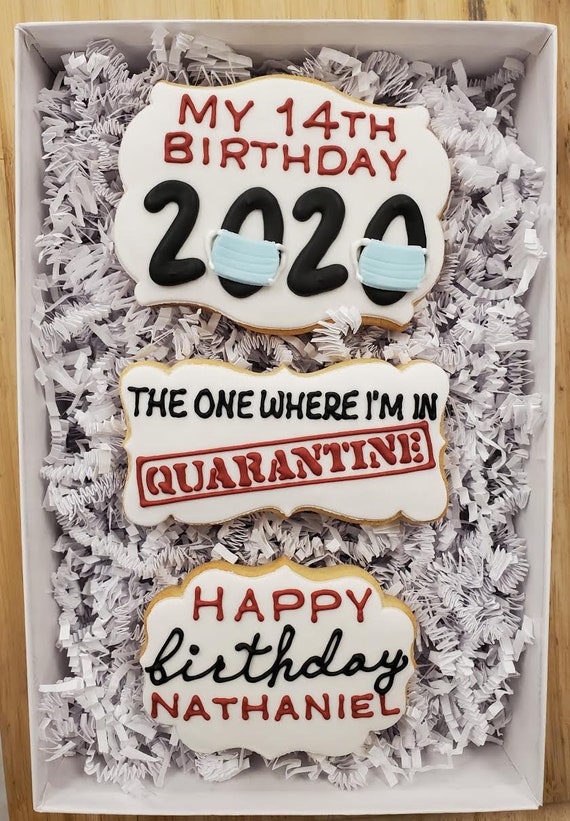 MY 14TH
BIRTHDAY
2020
THE ONE WHERE I'M IN
QUARANTINE
HAPPY
birthday
NATHANIEL